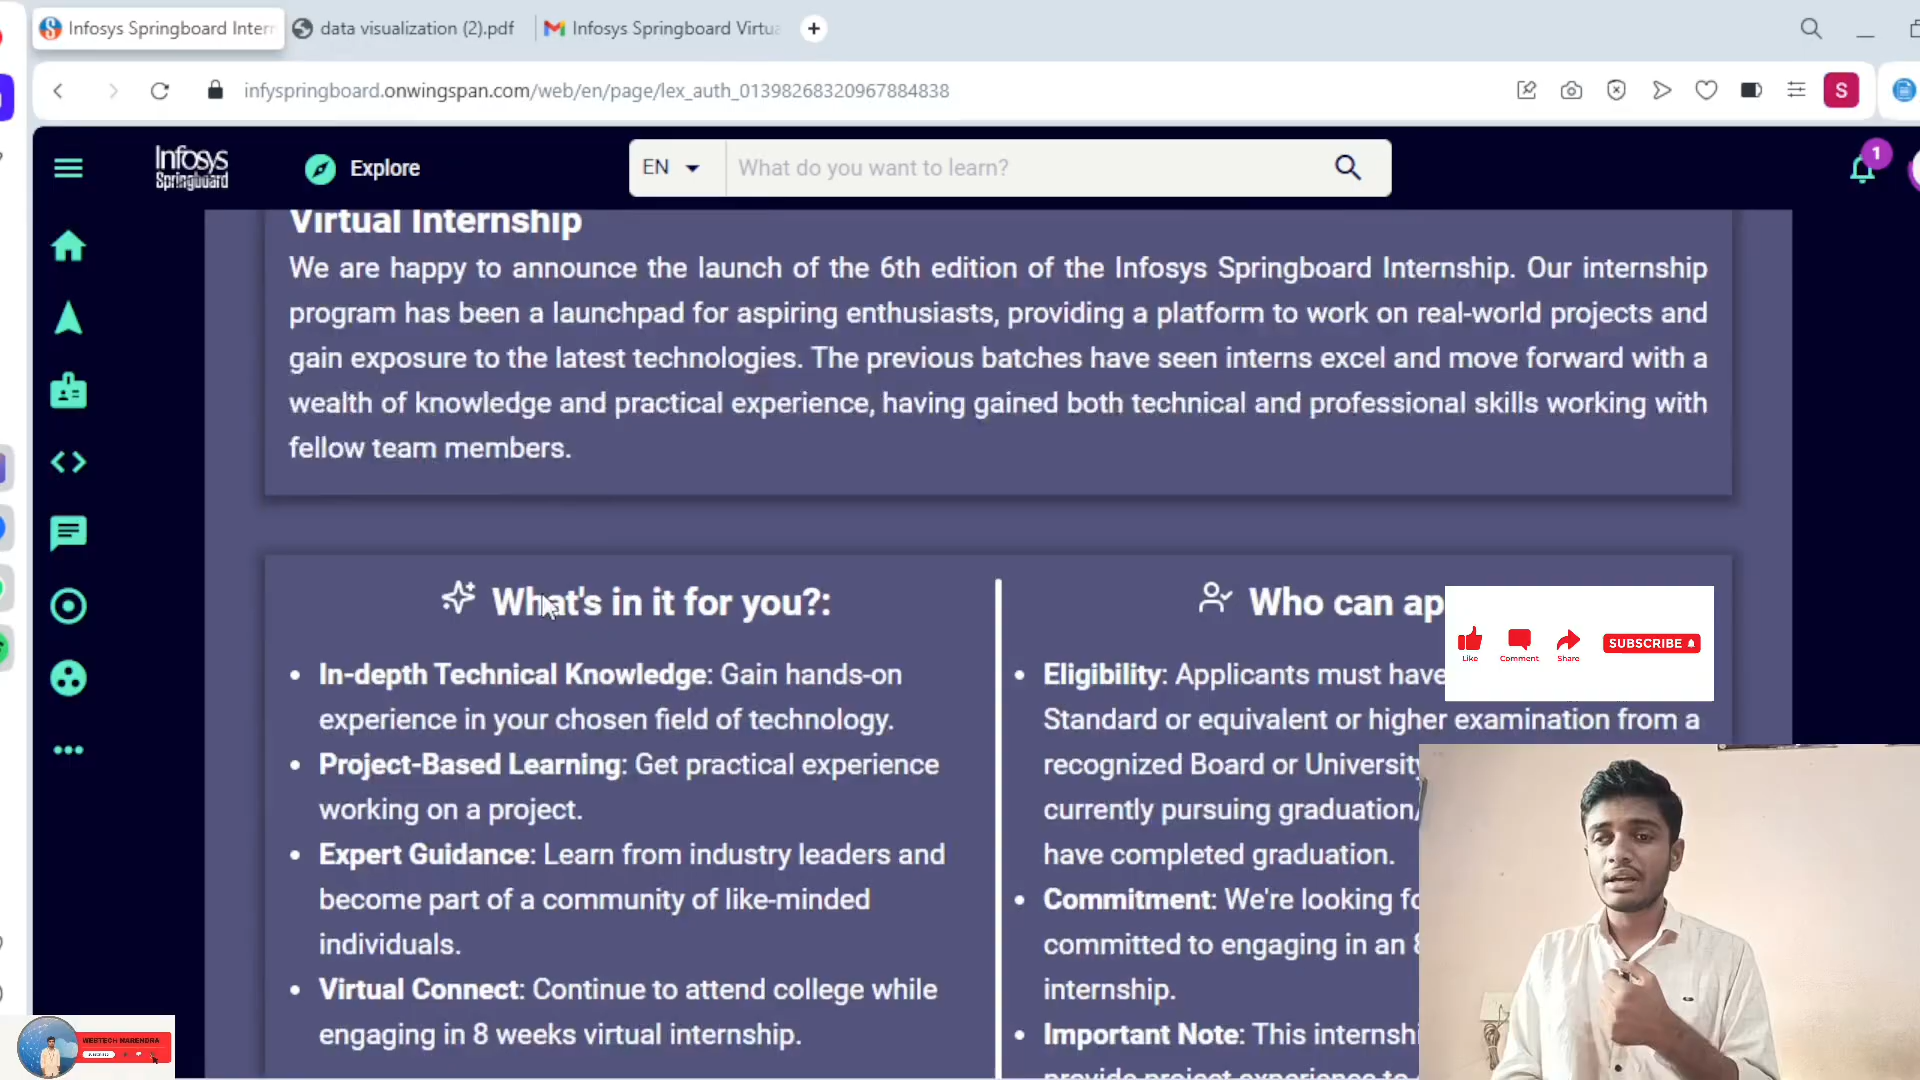 Infosys Springboard Inter
data visualization (2).pdf
Infosys Springboard Virtu
infyspringboard.onwingspan.com/web/en/page/lex_auth_01398268320967884838
S
Infosys
Springboard
Explore
EN
What do you want to learn?
1
Virtual Internship
We are happy to announce the launch of the 6th edition of the Infosys Springboard Internship. Our internship
program has been a launchpad for aspiring enthusiasts, providing a platform to work on real-world projects and
gain exposure to the latest technologies. The previous batches have seen interns excel and move forward with a
wealth of knowledge and practical experience, having gained both technical and professional skills working with
fellow team members.
What's in it for you?:
In-depth Technical Knowledge: Gain hands-on
experience in your chosen field of technology.
Project-Based Learning: Get practical experience
working on a project.
Expert Guidance: Learn from industry leaders and
become part of a community of like-minded
individuals.
Virtual Connect: Continue to attend college while
engaging in 8 weeks virtual internship.
Who can ap
Eligibility: Applicants must have
Standard or equivalent or higher examination from a
recognized Board or University
currently pursuing graduation/
have completed graduation.
Commitment: We're looking fo
committed to engaging in an 8
internship.
Important Note: This internshi
provide project experience to
Like
Comment
Share
SUBSCRIBE
WEBTECH NARENDRA